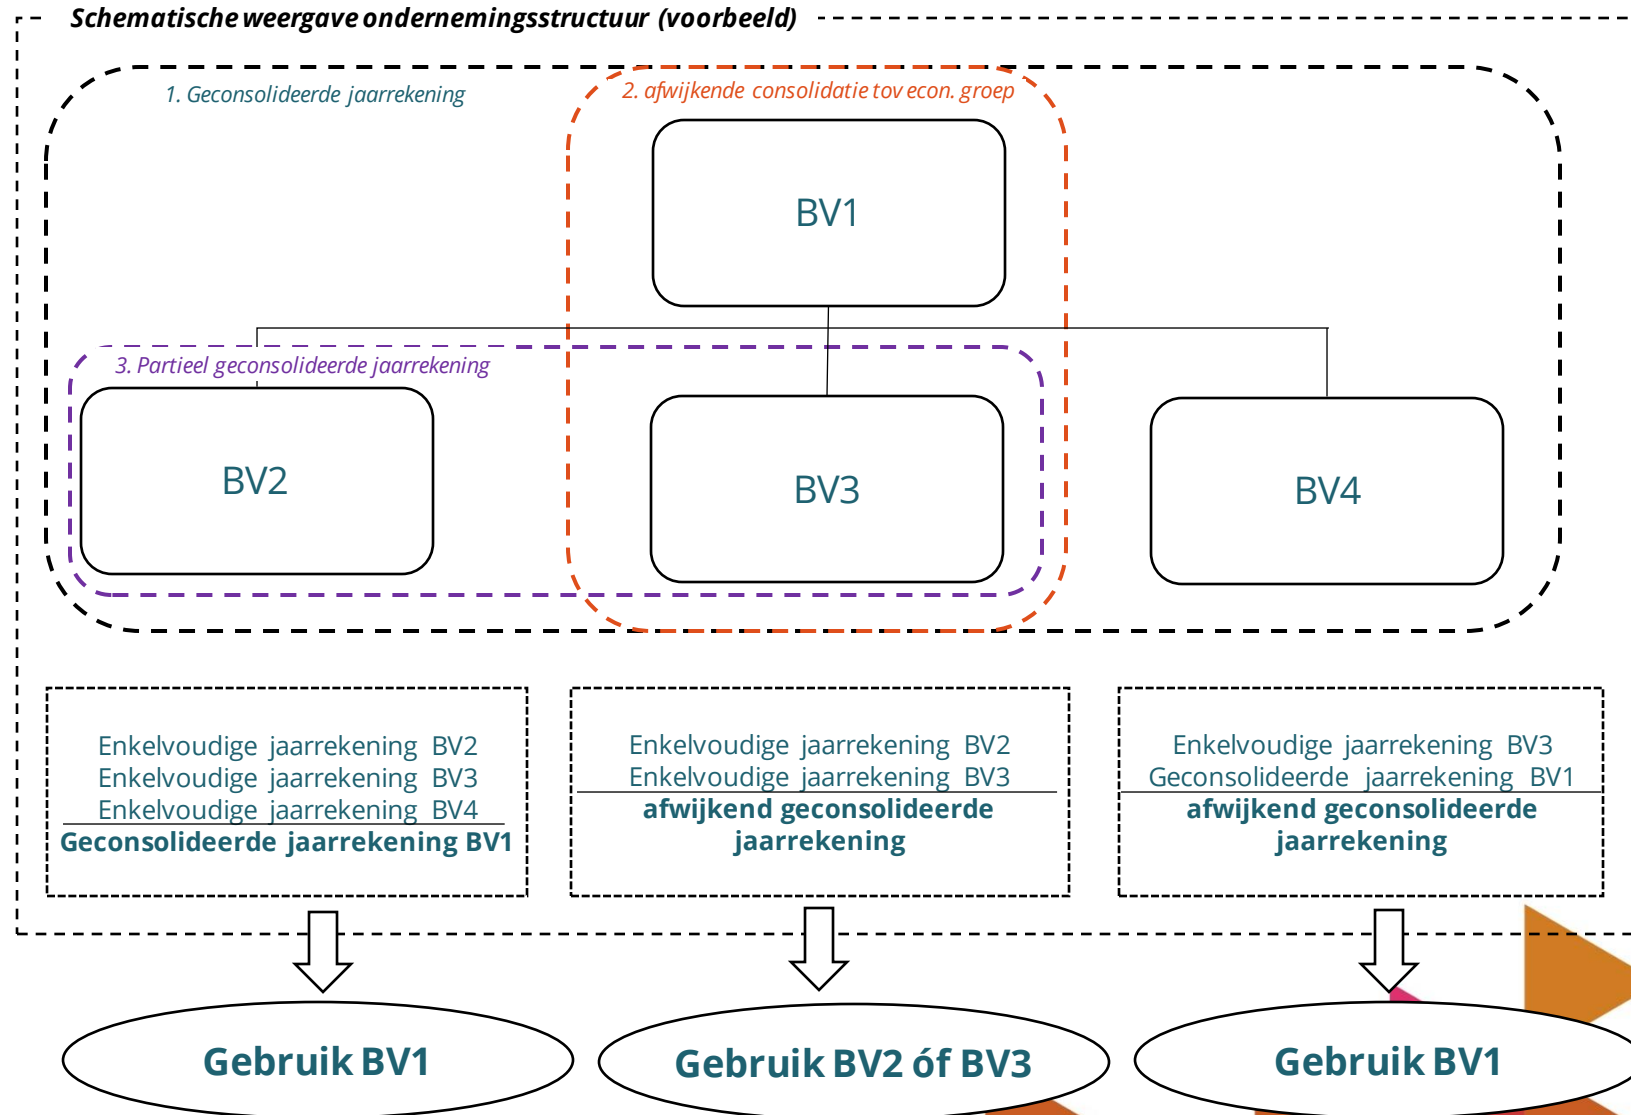 Schematische weergave ondernemingsstructuur (voorbeeld)
1. Geconsolideerde jaarrekening
2. afwijkende consolidatie tov econ. groep
BV1
3. Partieel geconsolideerde jaarrekening
BV2
BV3
BV4
Enkelvoudige jaarrekening BV2
Enkelvoudige jaarrekening BV3
Enkelvoudige jaarrekening BV4
Geconsolideerde jaarrekening BV1
Enkelvoudige jaarrekening BV2
Enkelvoudige jaarrekening BV3
afwijkend geconsolideerde
jaarrekening
Enkelvoudige jaarrekening BV3
Geconsolideerde jaarrekening BV1
afwijkend geconsolideerde
jaarrekening
Gebruik BV1
Gebruik BV2 óf BV3
Gebruik BV1